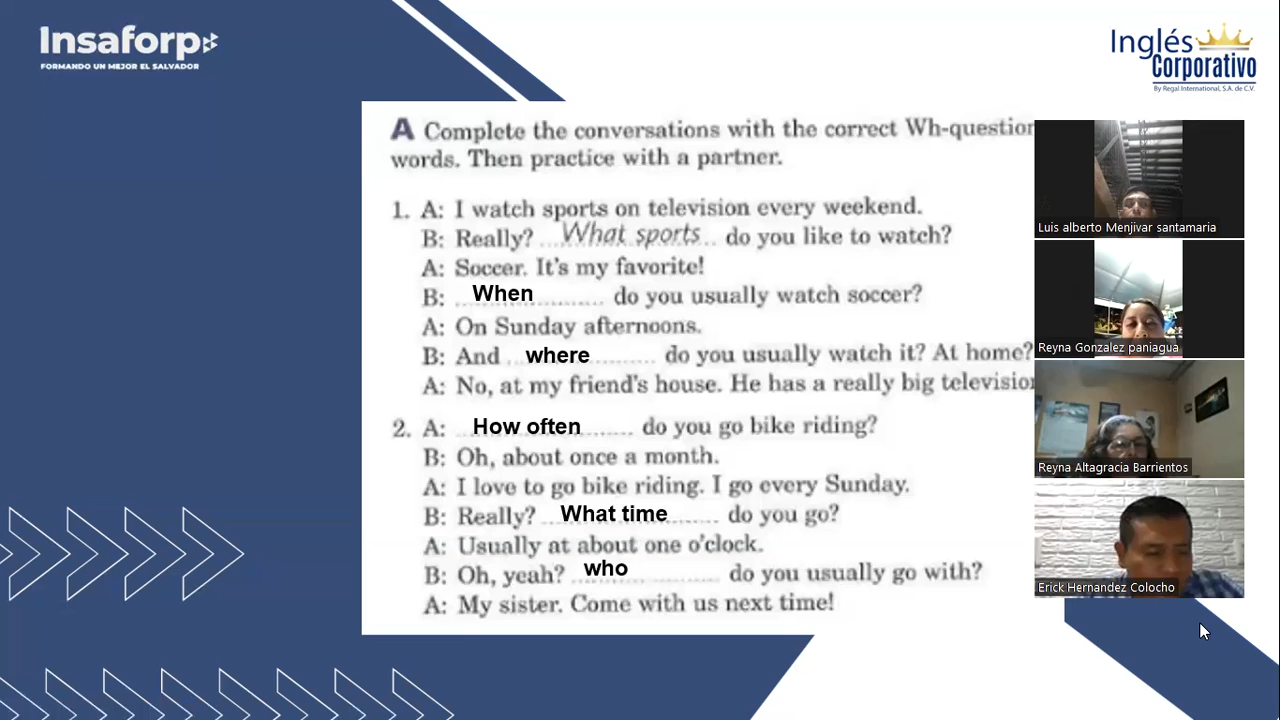 Insaforp
FORMANDO UN MEJOR EL SALVADOR
Inglés
Corporativo
By Regal International, S.A. de C.V.
A Complete the conversations with the correct Wh-question
words. Then practice with a partner.
1. A: I watch sports on television every weekend.
B: Really? What sports do you like to watch?
A: Soccer. It's my favorite!
B: When do you usually watch soccer?
A: On Sunday afternoons.
B: And where do you usually watch it? At home?
A: No, at my friend's house. He has a really big television
2. A: How often do you go bike riding?
B: Oh, about once a month.
A: I love to go bike riding. I go every Sunday.
B: Really? What time do you go?
A: Usually at about one o'clock.
B: Oh, yeah? who do you usually go with?
A: My sister. Come with us next time!
Luis alberto Menjivar santamaria
Reyna Gonzalez paniagua
Reyna Altagracia Barrientos
Erick Hernandez Colocho